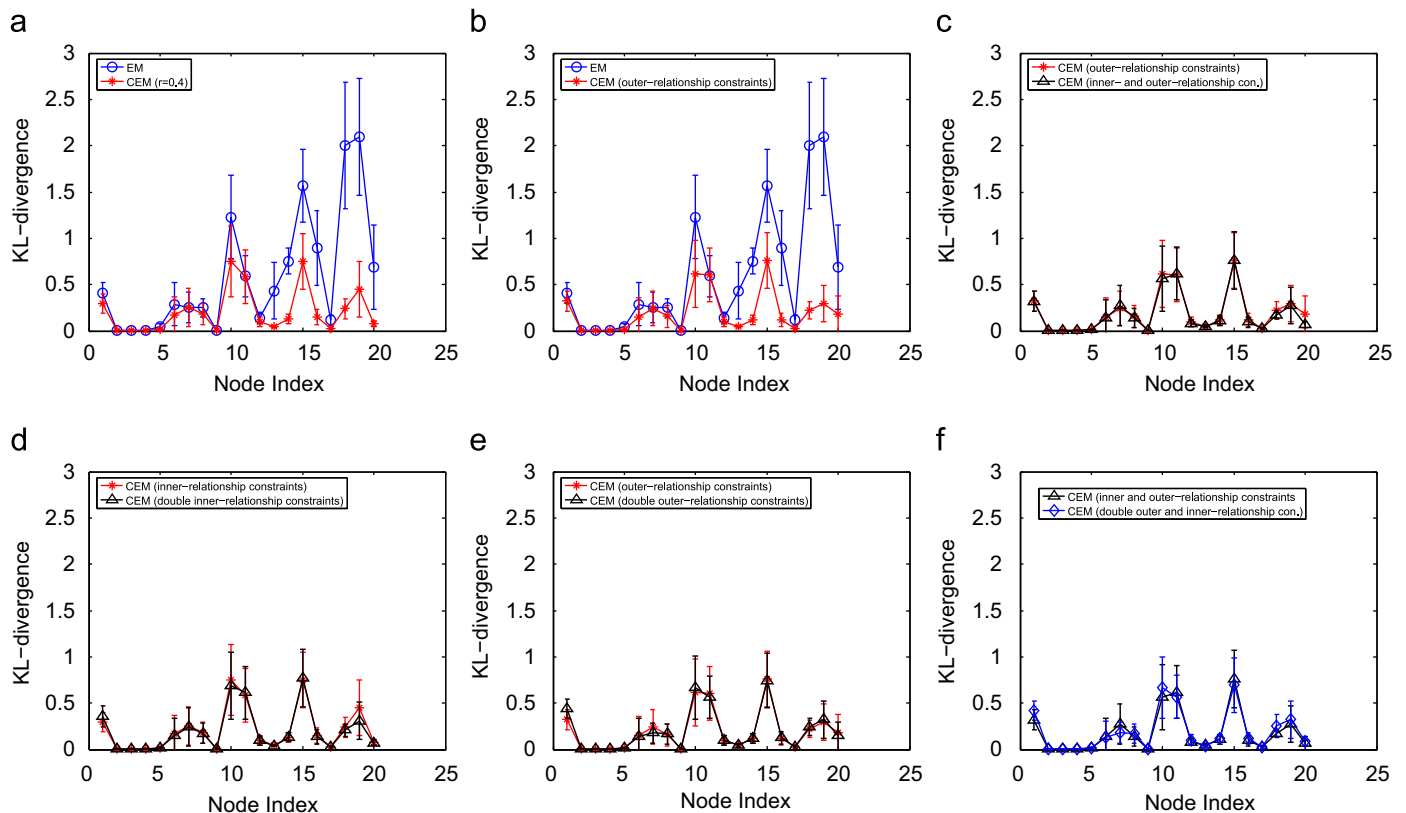 a
3
2.5
2
1.5
1
0.5
0
KL-divergence
EM
CEM (r=0.4)
0 5 10 15 20 25
Node Index
b
3
2.5
2
1.5
1
0.5
0
KL-divergence
EM
CEM (outer-relationship constraints)
0 5 10 15 20 25
Node Index
c
3
2.5
2
1.5
1
0.5
0
KL-divergence
CEM (outer-relationship constraints)
CEM (inner- and outer-relationship con.)
0 5 10 15 20 25
Node Index
d
3
2.5
2
1.5
1
0.5
0
KL-divergence
CEM (inner-relationship constraints)
CEM (double inner-relationship constraints)
0 5 10 15 20 25
Node Index
e
3
2.5
2
1.5
1
0.5
0
KL-divergence
CEM (outer-relationship constraints)
CEM (double outer-relationship constraints)
0 5 10 15 20 25
Node Index
f
3
2.5
2
1.5
1
0.5
0
KL-divergence
CEM (inner and outer-relationship constraints
CEM (double outer and inner-relationship con.)
0 5 10 15 20 25
Node Index